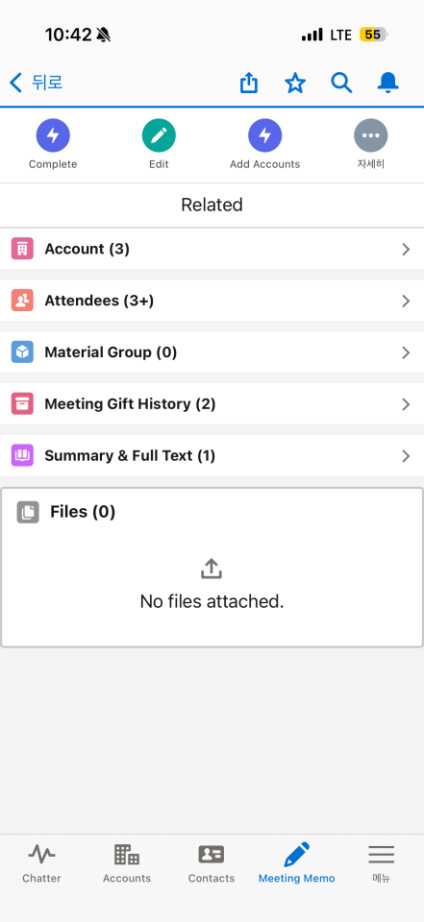 10:42
LTE 55
뒤로
Complete
Edit
Add Accounts
자세히
Related
Account (3)
Attendees (3+)
Material Group (0)
Meeting Gift History (2)
Summary & Full Text (1)
Files (0)
No files attached.
Chatter
Accounts
Contacts
Meeting Memo
메뉴